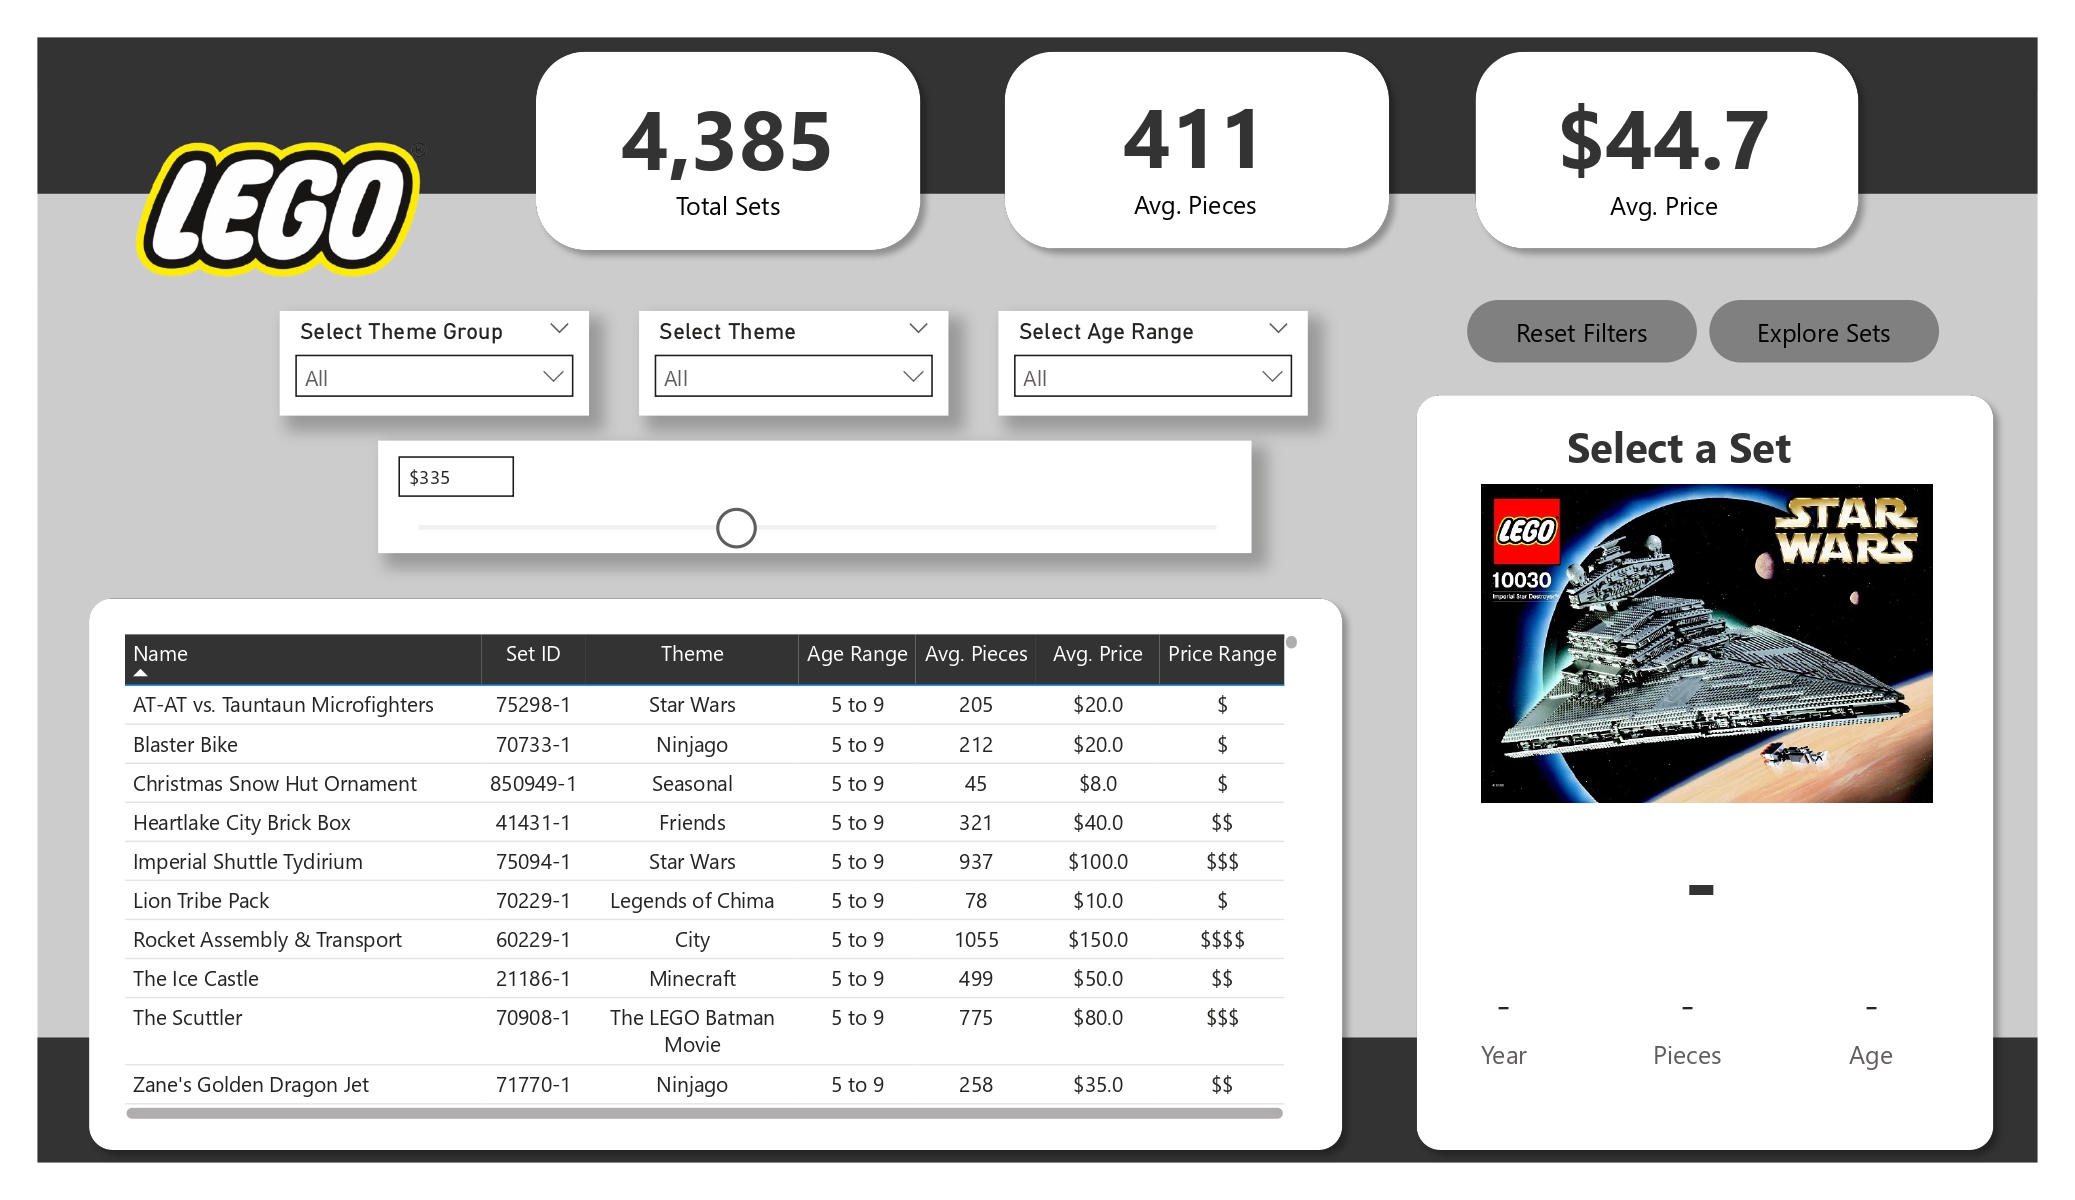 LEGO ®
4,385
Total Sets
411
Avg. Pieces
$44.7
Avg. Price
Select Theme Group
All
Select Theme
All
Select Age Range
All
Reset Filters
Explore Sets
$335
Name Set ID Theme Age Range Avg. Pieces Avg. Price Price Range
AT-AT vs. Tauntaun Microfighters 75298-1 Star Wars 5 to 9 205 $20.0 $
Blaster Bike 70733-1 Ninjago 5 to 9 212 $20.0 $
Christmas Snow Hut Ornament 850949-1 Seasonal 5 to 9 45 $8.0 $
Heartlake City Brick Box 41431-1 Friends 5 to 9 321 $40.0 $$
Imperial Shuttle Tydirium 75094-1 Star Wars 5 to 9 937 $100.0 $$$
Lion Tribe Pack 70229-1 Legends of Chima 5 to 9 78 $10.0 $
Rocket Assembly & Transport 60229-1 City 5 to 9 1055 $150.0 $$$$
The Ice Castle 21186-1 Minecraft 5 to 9 499 $50.0 $$
The Scuttler 70908-1 The LEGO Batman 5 to 9 775 $80.0 $$$
Movie
Zane's Golden Dragon Jet 71770-1 Ninjago 5 to 9 258 $35.0 $$
Select a Set
LEGO
STAR
WARS
10030
Imperial Star Destroyer
-
- - -
Year Pieces Age